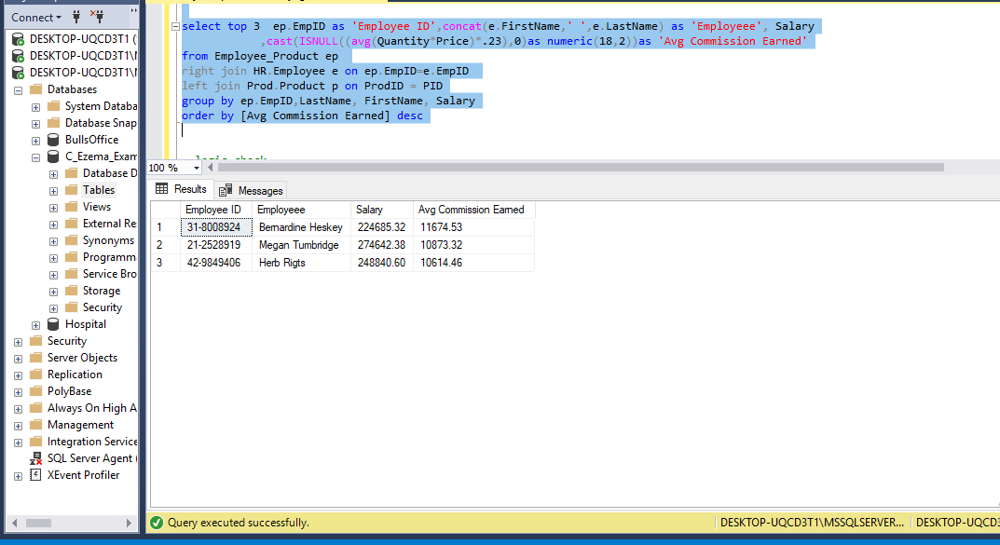 Connect
select top 3 ep.EmpID as 'Employee ID',concat(e.FirstName,' ',e.LastName) as 'Employeee', Salary
,cast(ISNULL((avg(Quantity*Price)*.23),0)as numeric(18,2))as 'Avg Commission Earned'
from Employee_Product ep
right join HR.Employee e on ep.EmpID=e.EmpID
left join Prod.Product p on ProdID = PID
group by ep.EmpID,LastName, FirstName, Salary
order by [Avg Commission Earned] desc
DESKTOP-UQCD3T1 (
DESKTOP-UQCD3T1\
DESKTOP-UQCD3T1\
Databases
System Databa
Database Snap
BullsOffice
C_Ezema_Exam
Database D
Tables
Views
External Re
Synonyms
Programm
Service Bro
Storage
Security
Hospital
Security
Server Objects
Replication
PolyBase
Always On High A
Management
Integration Service
SQL Server Agent
XEvent Profiler
100 %
Results Messages
Employee ID Employeee Salary Avg Commission Earned
1 31-8008924 Bernardine Heskey 224685.32 11674.53
2 21-2528919 Megan Tumbridge 274642.38 10873.32
3 42-9849406 Herb Rigts 248840.60 10614.46
Query executed successfully.
DESKTOP-UQCD3T1\MSSQLSERVER... DESKTOP-UQCD3